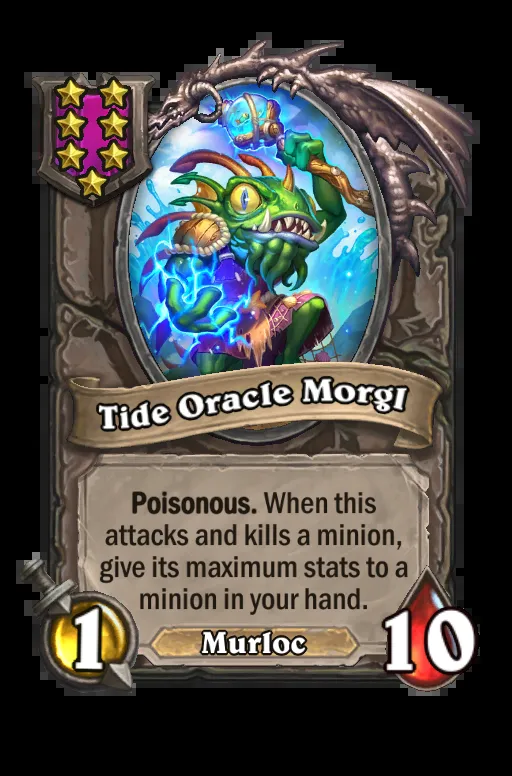 Tide Oracle Morgl
Poisonous. When this
attacks and kills a minion,
give its maximum stats to a
minion in your hand.
1
Murloc
10